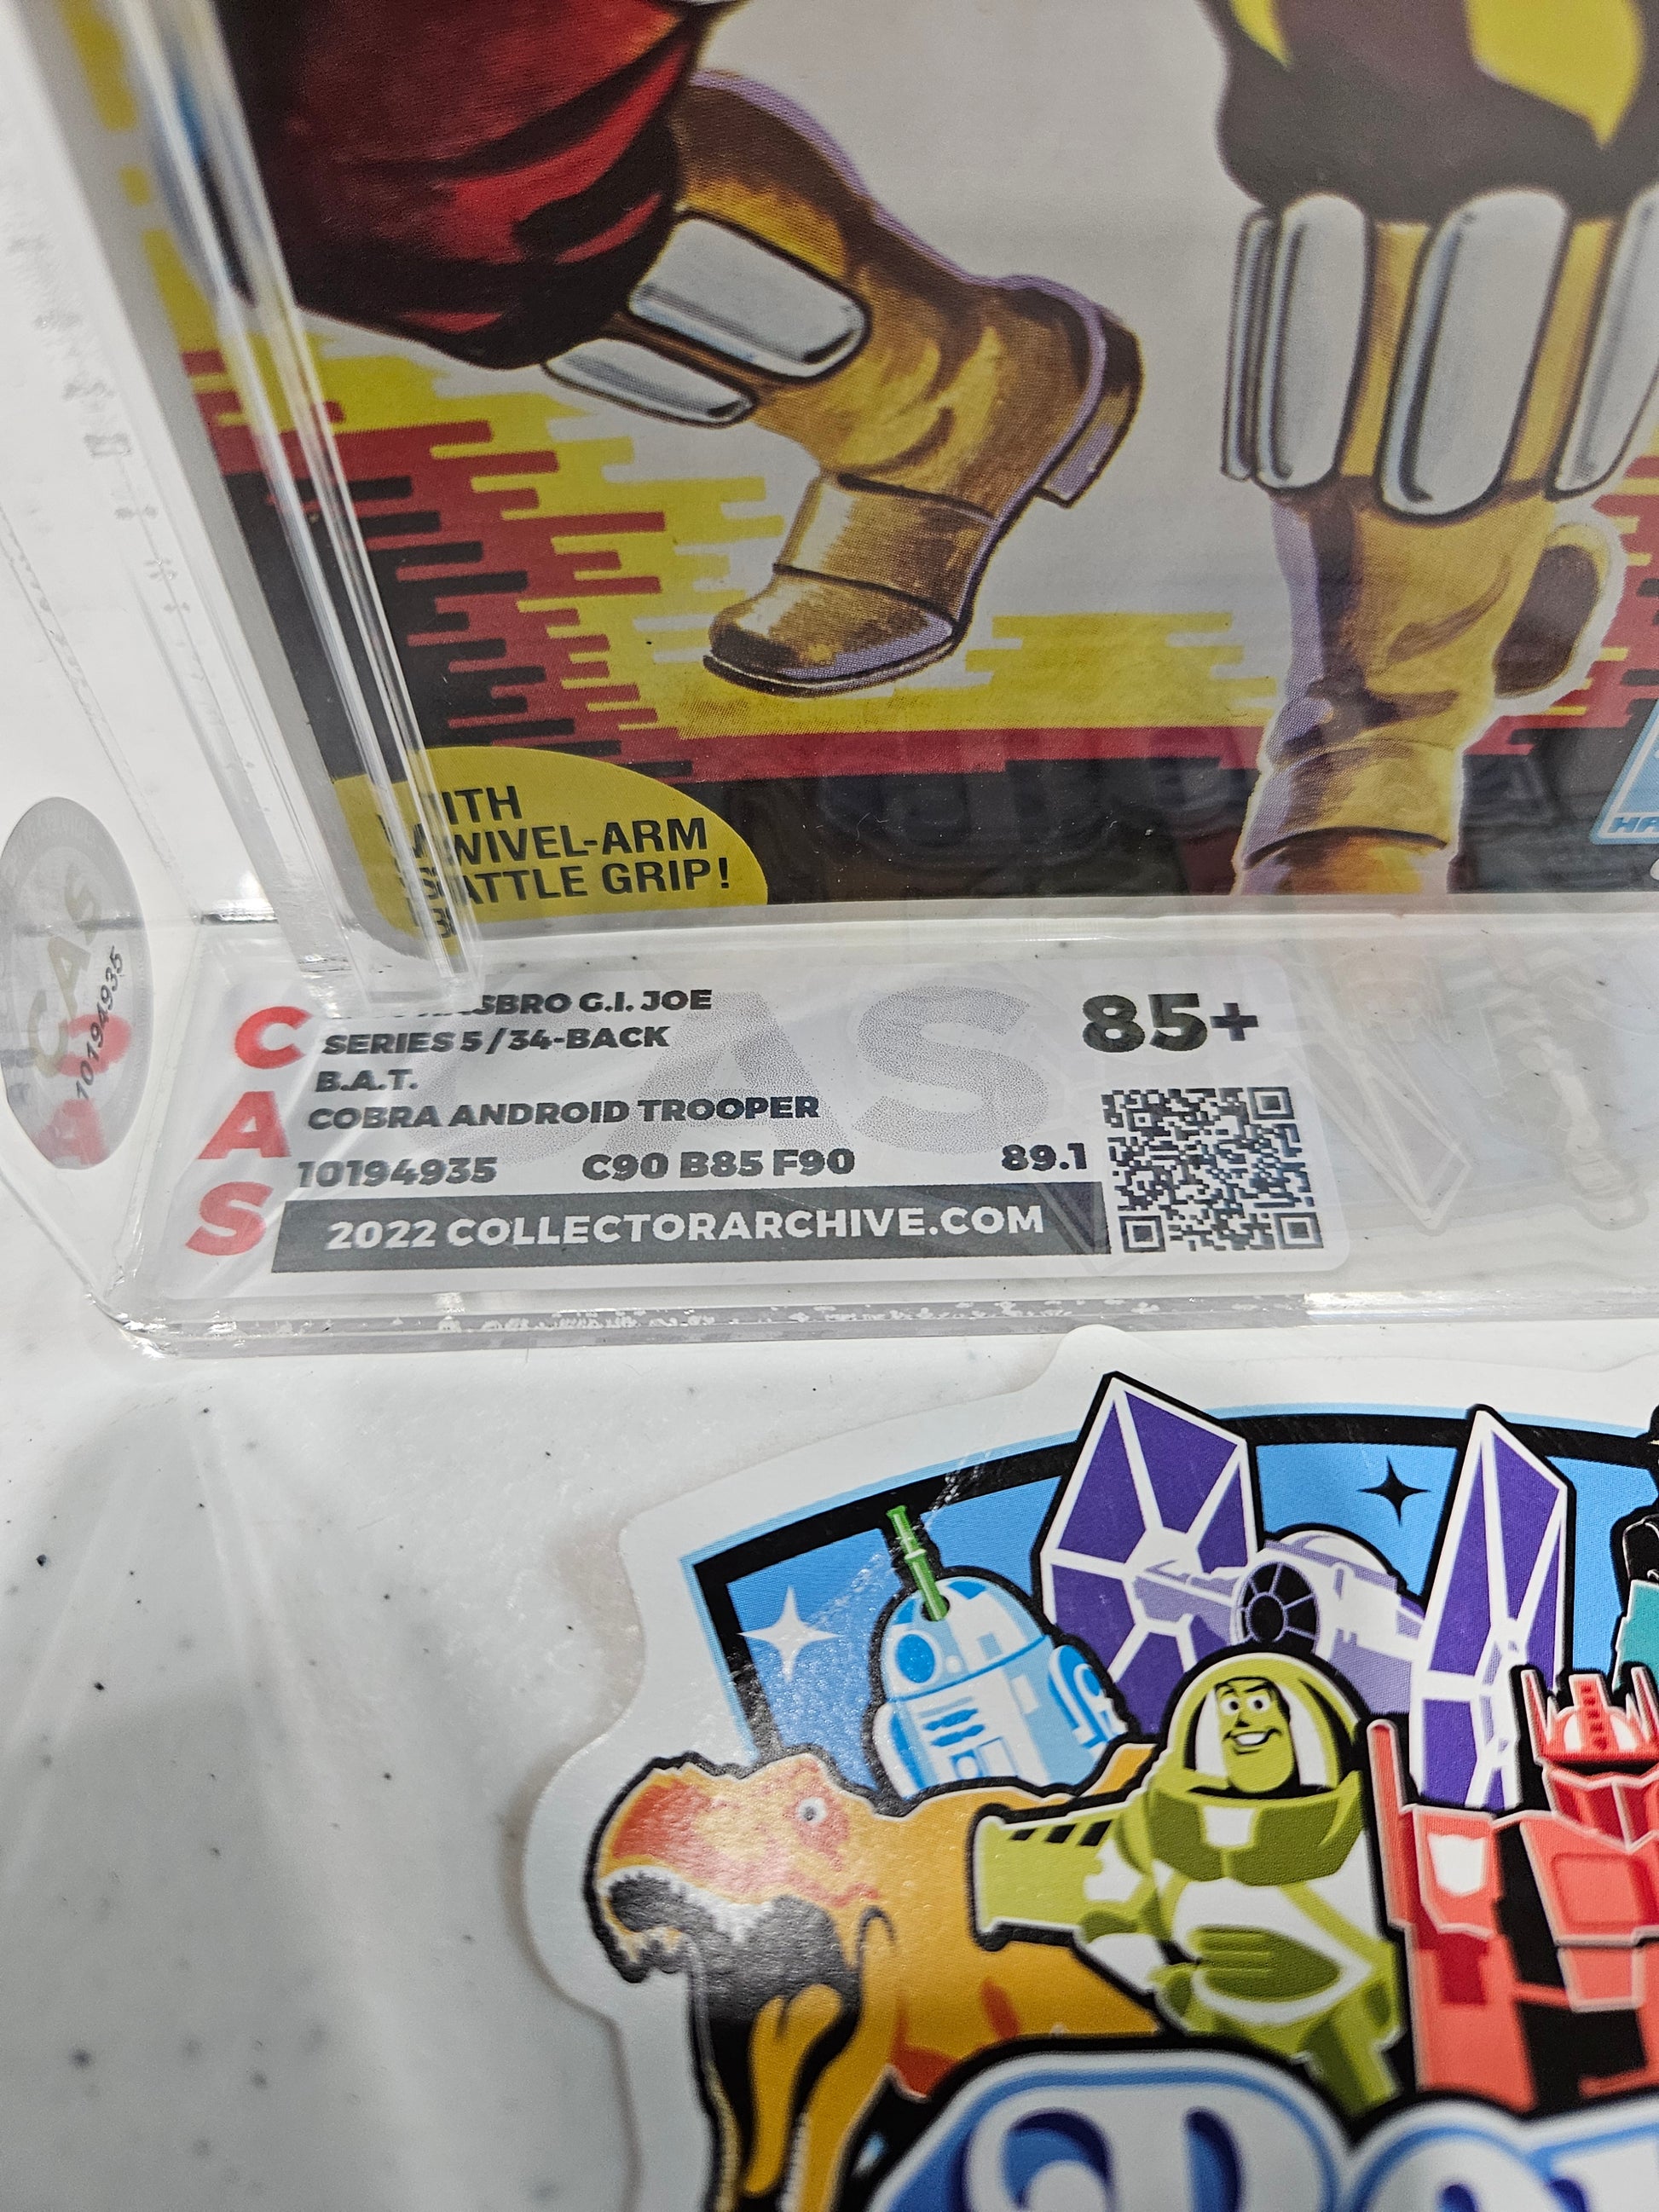 WITH
SWIVEL-ARM
BATTLE GRIP!
CAS
10194935
CAS
SBRO G.I. JOE
85+
SERIES 5/34-BACK
B.A.T.
COBRA ANDROID TROOPER
10194935 C90 B85 F90 89.1
2022 COLLECTORARCHIVE.COM